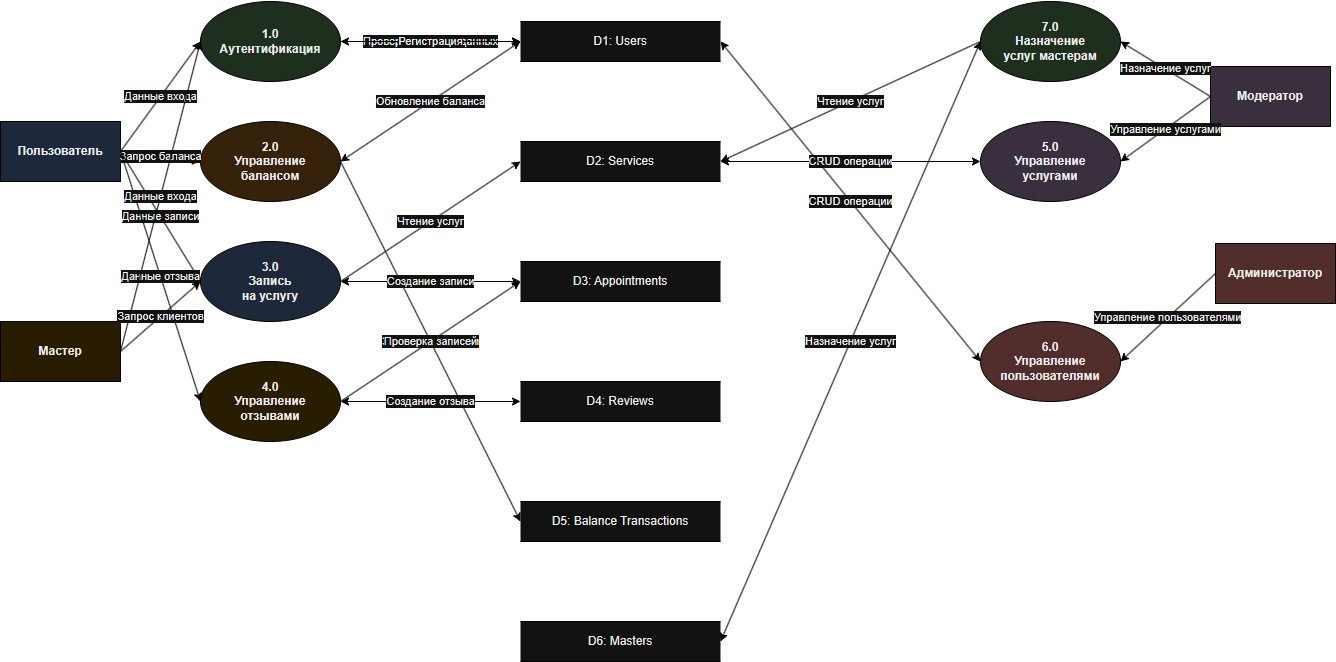 1.0
Аутентификация
Регистрация
данных
D1: Users
7.0
Назначение
услуг мастерам
Назначение услуг
Модератор
Данные входа
Обновление баланса
Чтение услуг
Управление услугами
Пользователь
Запрос баланса
2.0
Управление
балансом
D2: Services
CRUD операции
5.0
Управление
услугами
Данные входа
CRUD операции
Данные записи
Чтение услуг
3.0
Запись
на услугу
Данные отзыва
Создание записи
D3: Appointments
Администратор
Запрос клиентов
Управление пользователями
Мастер
Проверка записей
Назначение услуг
6.0
Управление
пользователями
4.0
Управление
отзывами
Создание отзыва
D4: Reviews
D5: Balance Transactions
D6: Masters